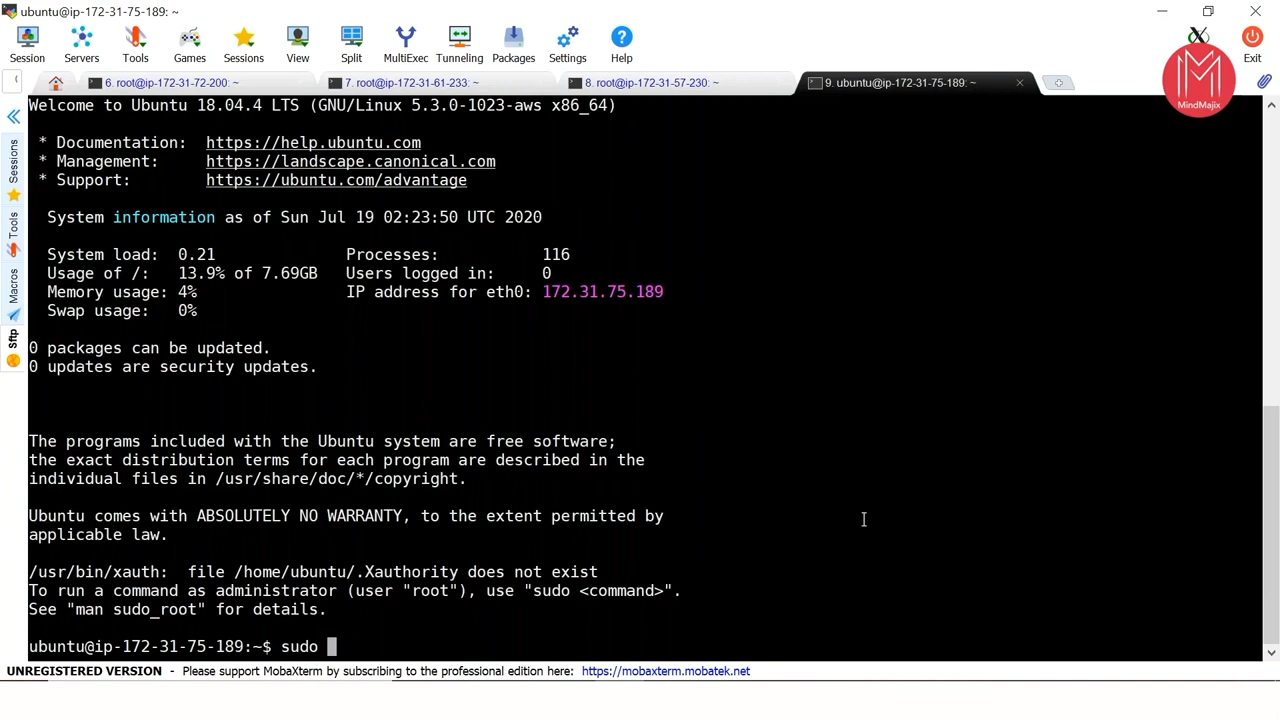 ubuntu@ip-172-31-75-189: ~
Session Servers Tools Games Sessions View Split MultiExec Tunneling Packages Settings Help Exit
6. root@ip-172-31-72-200: ~ 7. root@ip-172-31-61-233: ~ 8. root@ip-172-31-57-230: ~ 9. ubuntu@ip-172-31-75-189: ~
MindMajix
Sessions
Tools
Macros
Sftp
Welcome to Ubuntu 18.04.4 LTS (GNU/Linux 5.3.0-1023-aws x86_64)
* Documentation: https://help.ubuntu.com
* Management: https://landscape.canonical.com
* Support: https://ubuntu.com/advantage
System information as of Sun Jul 19 02:23:50 UTC 2020
System load: 0.21 Processes: 116
Usage of /: 13.9% of 7.69GB Users logged in: 0
Memory usage: 4% IP address for eth0: 172.31.75.189
Swap usage: 0%
0 packages can be updated.
0 updates are security updates.
The programs included with the Ubuntu system are free software;
the exact distribution terms for each program are described in the
individual files in /usr/share/doc/*/copyright.
Ubuntu comes with ABSOLUTELY NO WARRANTY, to the extent permitted by
applicable law.
/usr/bin/xauth: file /home/ubuntu/.Xauthority does not exist
To run a command as administrator (user "root"), use "sudo <command>".
See "man sudo_root" for details.
ubuntu@ip-172-31-75-189:~$ sudo
UNREGISTERED VERSION - Please support MobaXterm by subscribing to the professional edition here: https://mobaxterm.mobatek.net